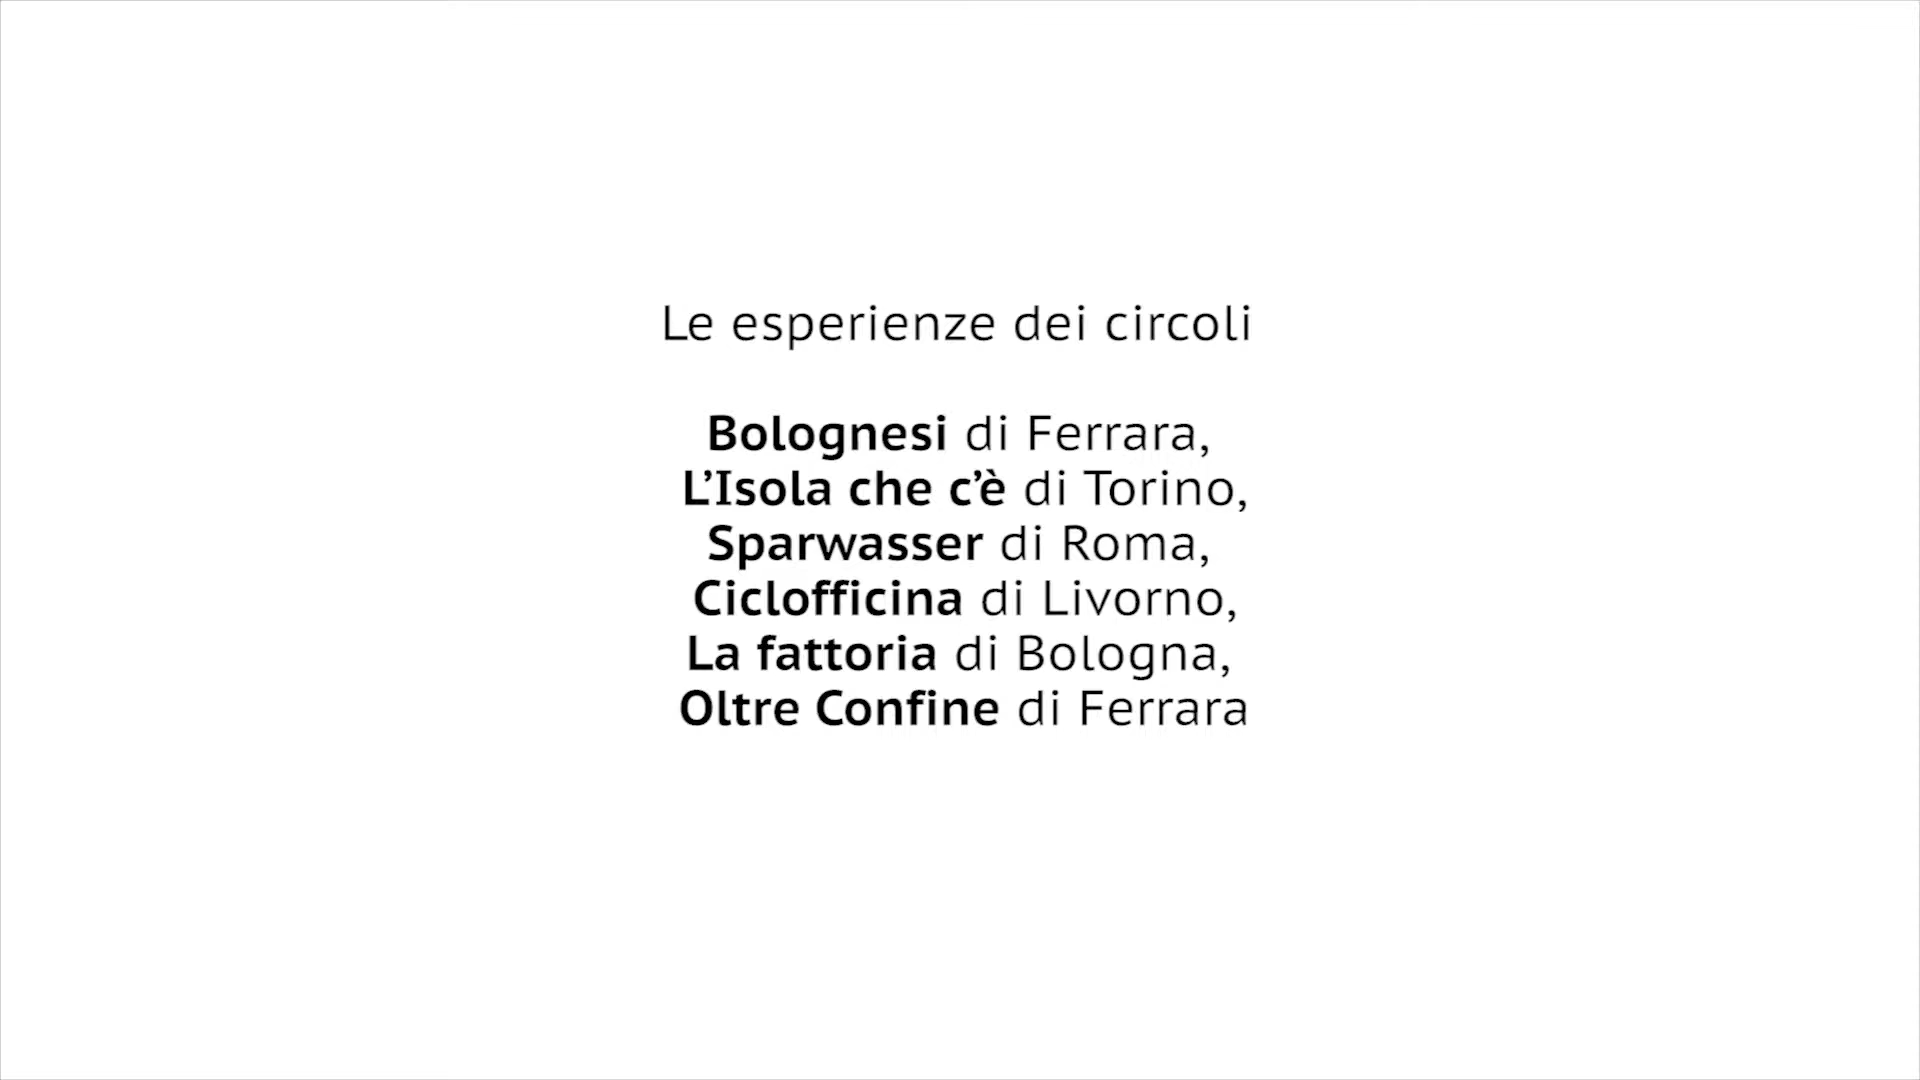 Le esperienze dei circoli
Bolognesi di Ferrara,
L’Isola che c’è di Torino,
Sparwasser di Roma,
Ciclofficina di Livorno,
La fattoria di Bologna,
Oltre Confine di Ferrara